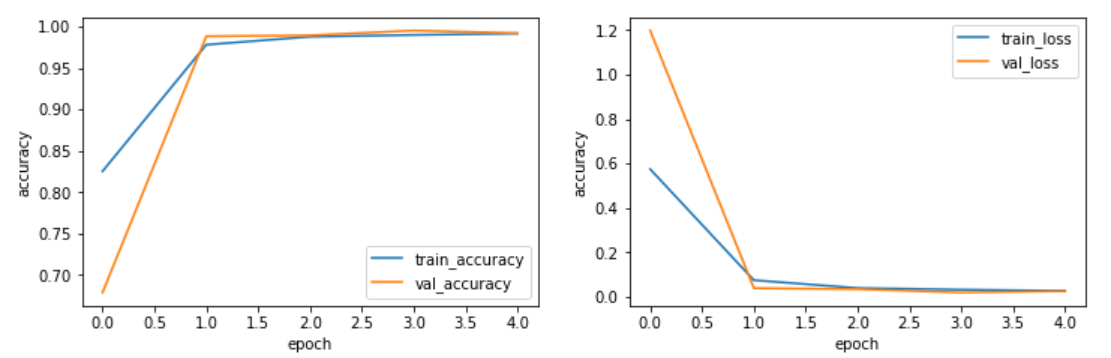 1.00
0.95
0.90
0.85
0.80
0.75
0.70
accuracy
train_accuracy
val_accuracy
0.0 0.5 1.0 1.5 2.0 2.5 3.0 3.5 4.0
epoch
1.2
1.0
0.8
0.6
0.4
0.2
0.0
accuracy
train_loss
val_loss
0.0 0.5 1.0 1.5 2.0 2.5 3.0 3.5 4.0
epoch